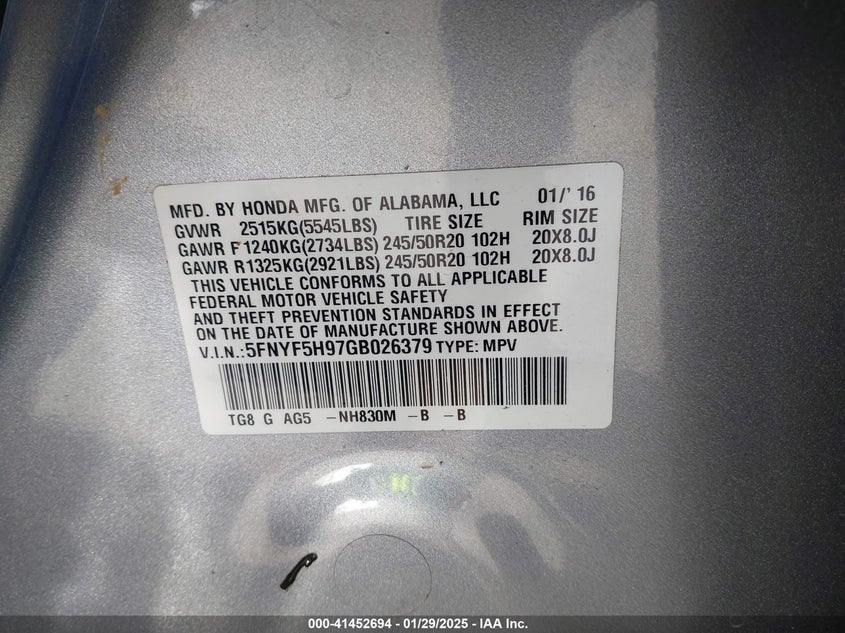 MFD. BY HONDA MFG. OF ALABAMA, LLC 01/'16
GVWR 2515KG(5545LBS) TIRE SIZE RIM SIZE
GAWR F1240KG(2734LBS) 245/50R20 102H 20X8.0J
GAWR R1325KG(2921LBS) 245/50R20 102H 20X8.0J
THIS VEHICLE CONFORMS TO ALL APPLICABLE
FEDERAL MOTOR VEHICLE SAFETY
AND THEFT PREVENTION STANDARDS IN EFFECT
ON THE DATE OF MANUFACTURE SHOWN ABOVE.
V.I.N.:5FNYF5H97GB026379 TYPE: MPV
TG8 G AG5 -NH830M -B -B
000-41452694 - 01/29/2025 - IAA Inc.